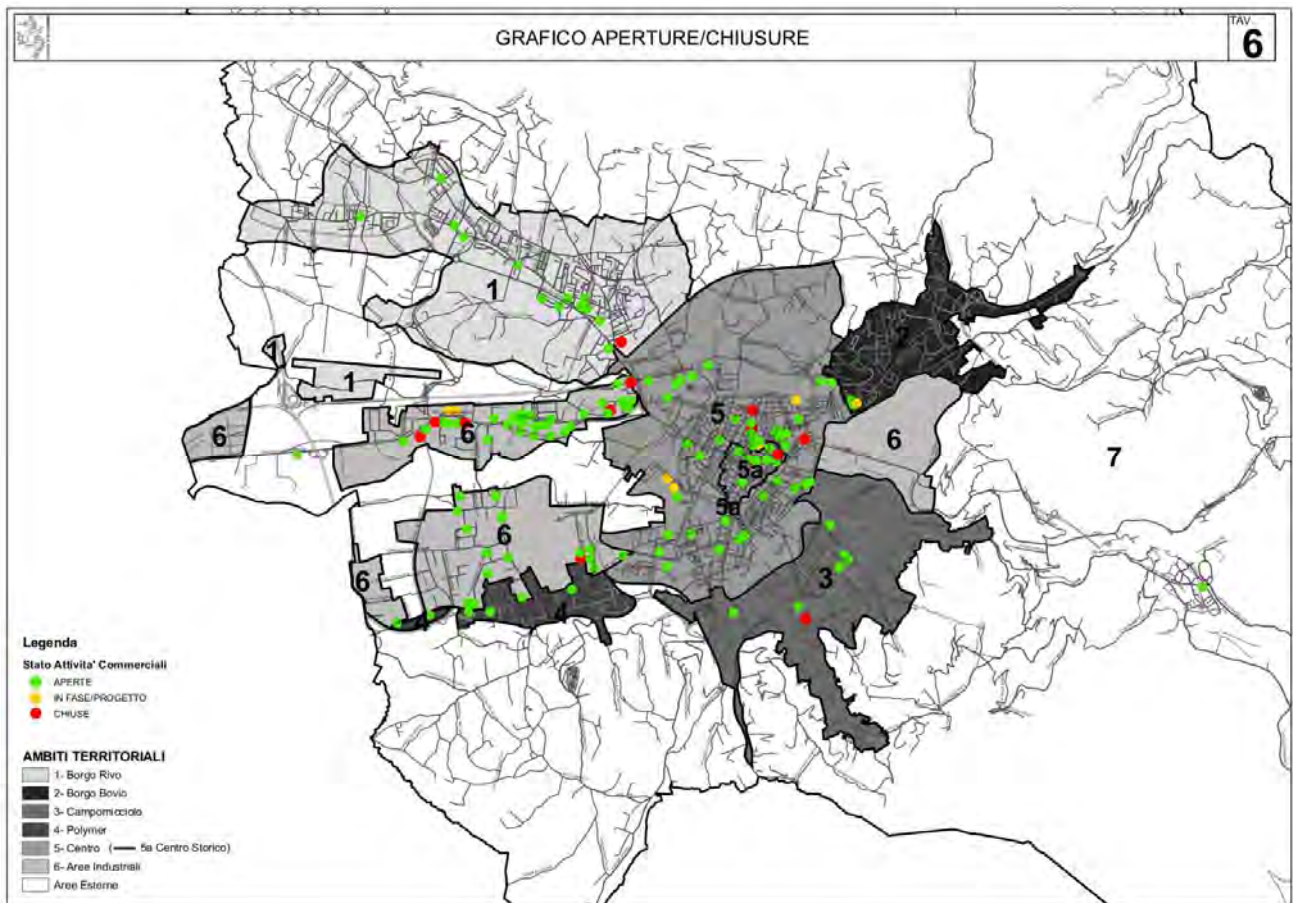 GRAFICO APERTURE/CHIUSURE
TAV
6
1
1
1
2
6
6
5
6
7
5a
5a
6
6
3
4
4
Legenda
Stato Attivita' Commerciali
APERTE
IN FASE/PROGETTO
CHIUSE
AMBITI TERRITORIALI
1- Borgo Rivo
2- Borgo Bovio
3- Campomicciolo
4- Polymer
5- Centro ( 5a Centro Storico)
6- Aree Industriali
Aree Esterne